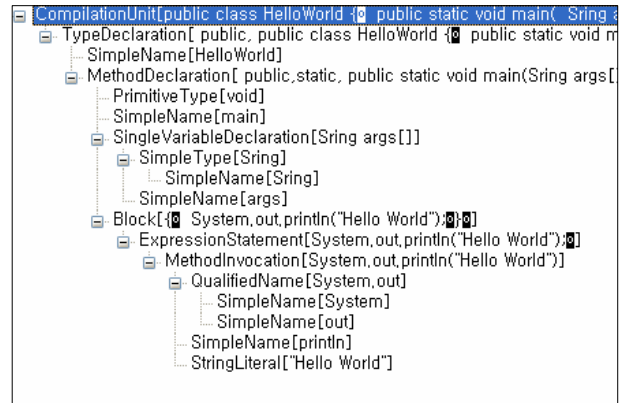 CompilationUnit[public class HelloWorld { public static void main( Sring a
TypeDeclaration[ public, public class HelloWorld { public static void m
SimpleName[HelloWorld]
MethodDeclaration[ public,static, public static void main(Sring args[]
PrimitiveType[void]
SimpleName[main]
SingleVariableDeclaration[Sring args[]]
SimpleType[Sring]
SimpleName[Sring]
SimpleName[args]
Block[{ System,out,println("Hello World");}]
ExpressionStatement[System,out,println("Hello World");]
MethodInvocation[System,out,println("Hello World")]
QualifiedName[System,out]
SimpleName[System]
SimpleName[out]
SimpleName[println]
StringLiteral["Hello World"]